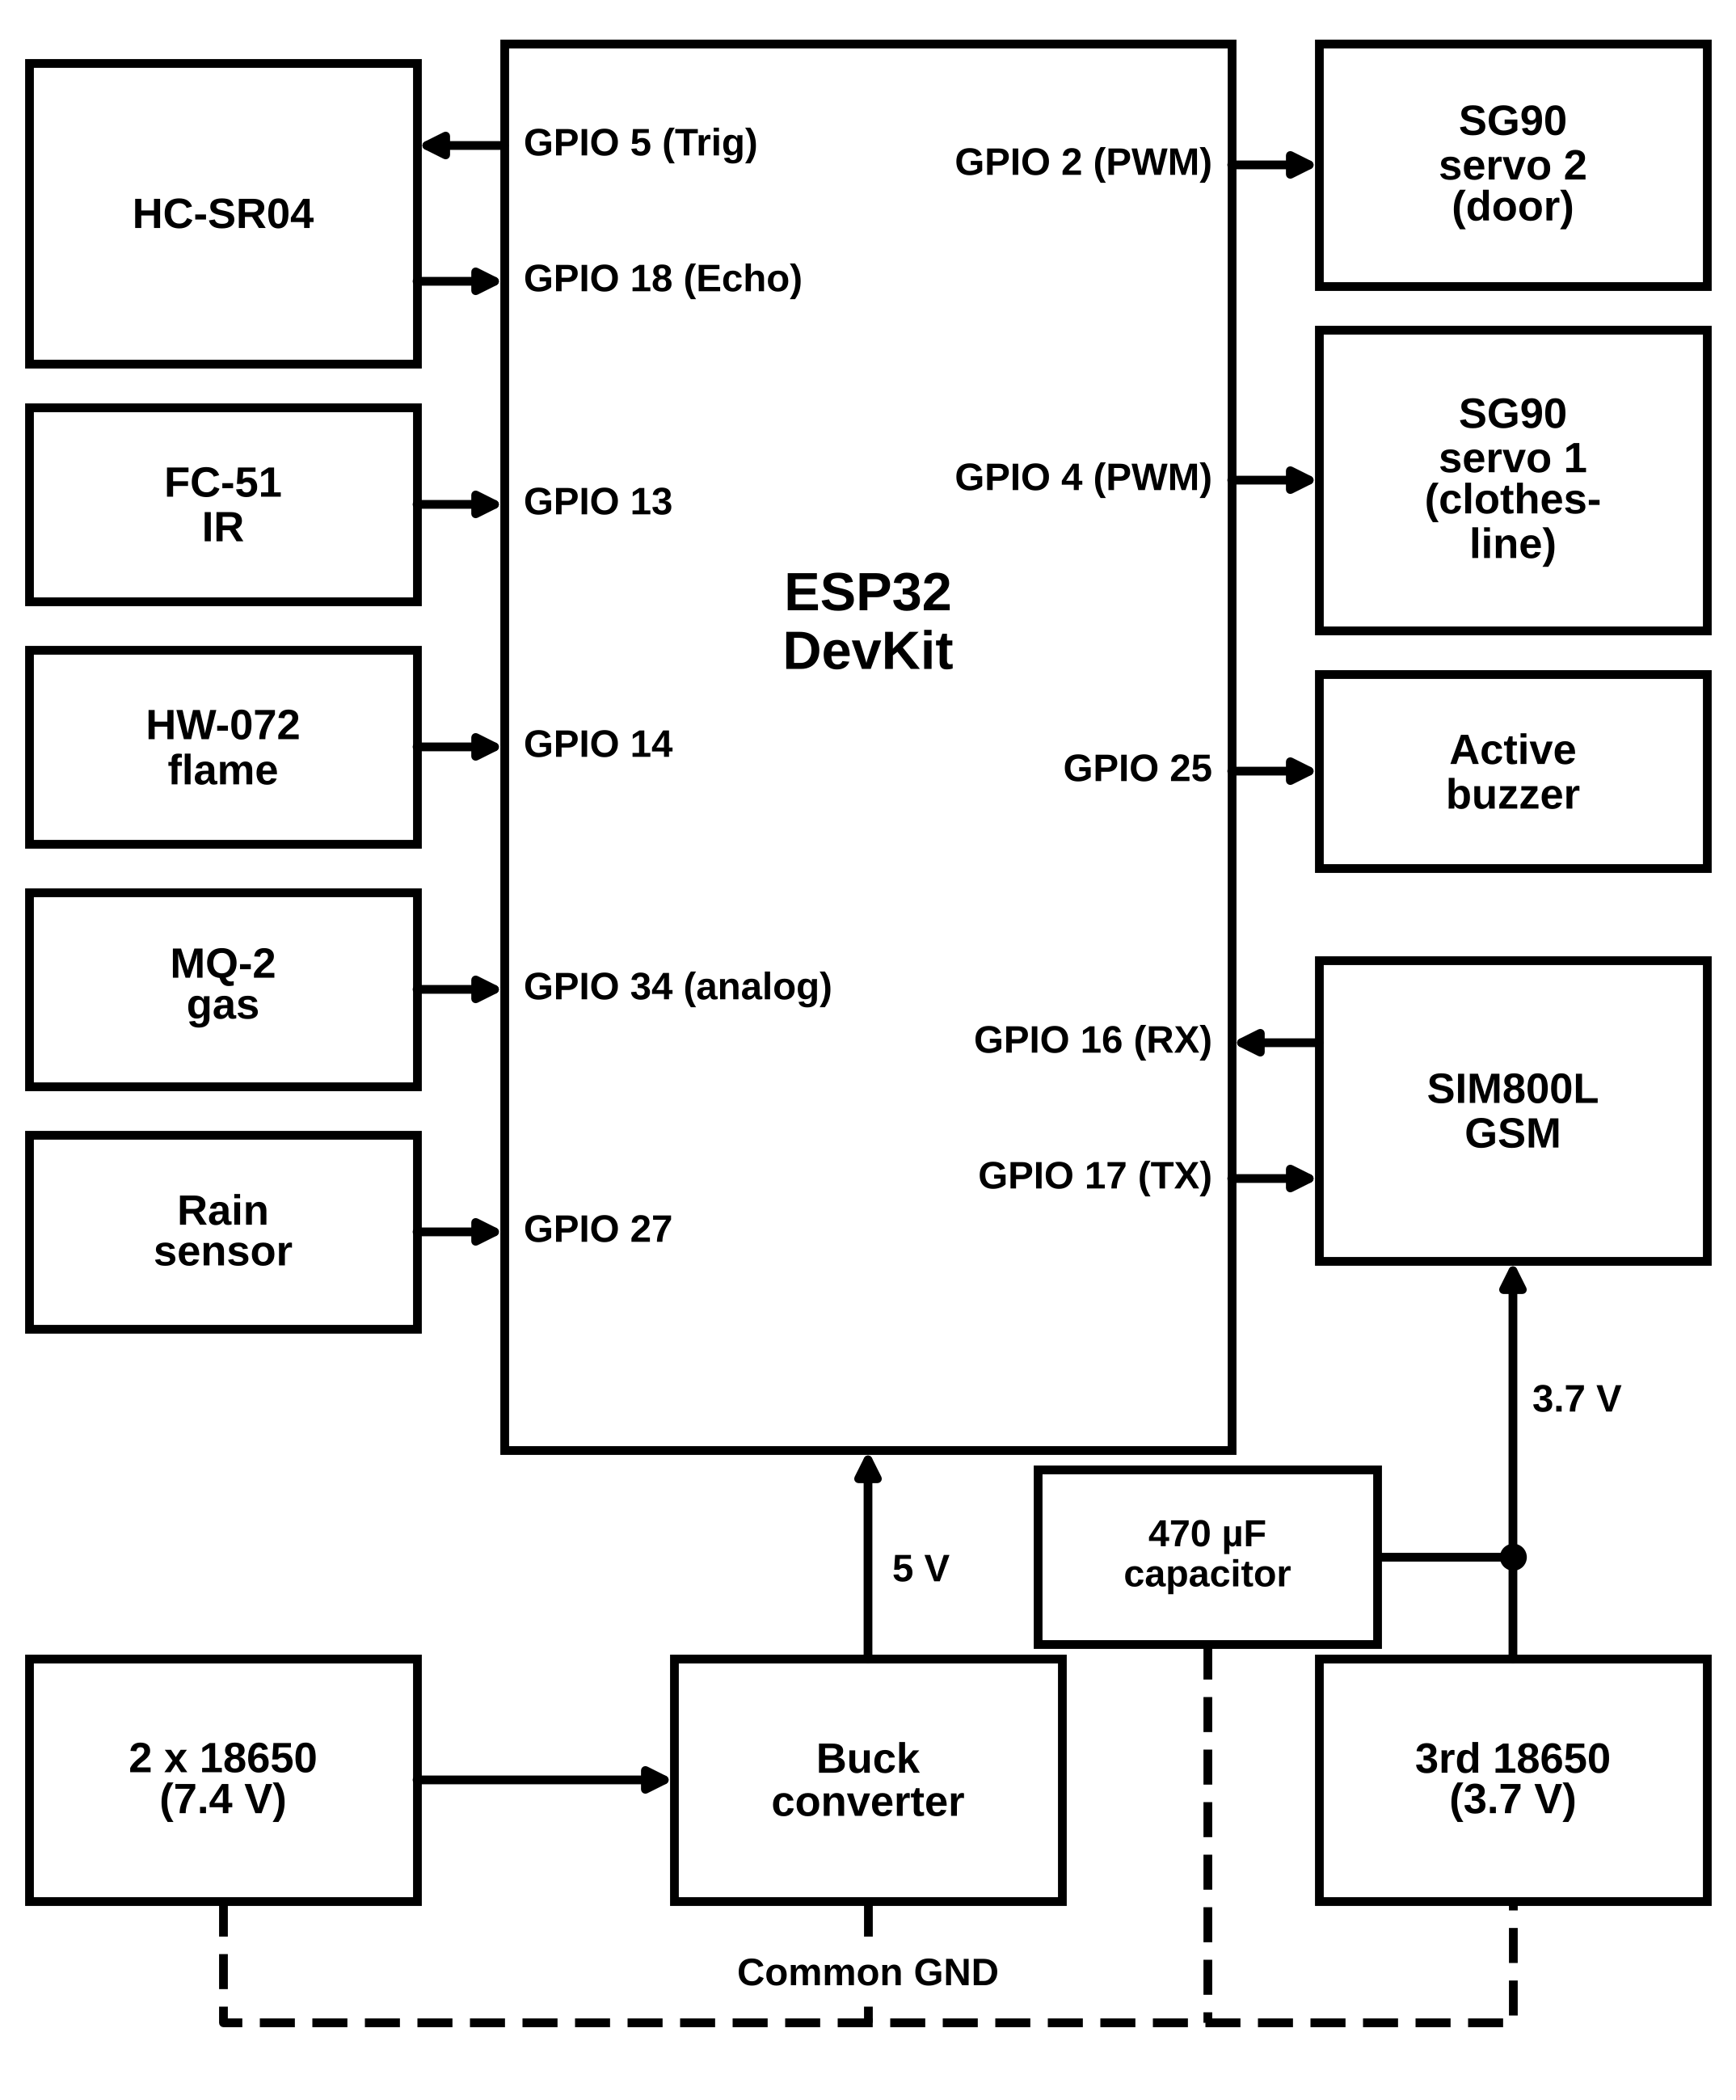 HC-SR04
GPIO 5 (Trig)
GPIO 18 (Echo)
FC-51
IR
GPIO 13
HW-072
flame
GPIO 14
MQ-2
gas
GPIO 34 (analog)
Rain
sensor
GPIO 27
ESP32
DevKit
GPIO 2 (PWM)
SG90
servo 2
(door)
GPIO 4 (PWM)
SG90
servo 1
(clothes-
line)
GPIO 25
Active
buzzer
GPIO 16 (RX)
GPIO 17 (TX)
SIM800L
GSM
3.7 V
5 V
470 µF
capacitor
2 x 18650
(7.4 V)
Buck
converter
3rd 18650
(3.7 V)
Common GND